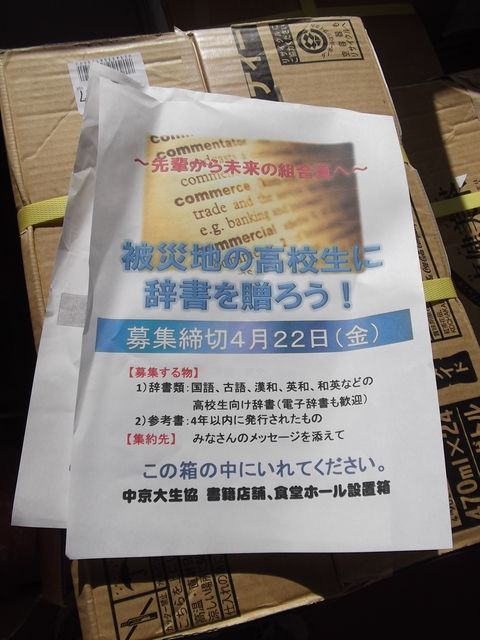 commentator
commerce
trade and the
e.g. banking and
～先輩から未来の組合員へ～
被災地の高校生に
辞書を贈ろう！
募集締切4月22日（金）
【募集する物】
1）辞書類：国語、古語、漢和、英和、和英などの
高校生向け辞書（電子辞書も歓迎）
2）参考書：4年以内に発行されたもの
【集約先】 みなさんのメッセージを添えて
この箱の中にいれてください。
中京大生協 書籍店舗、食堂ホール設置箱
470ml×24